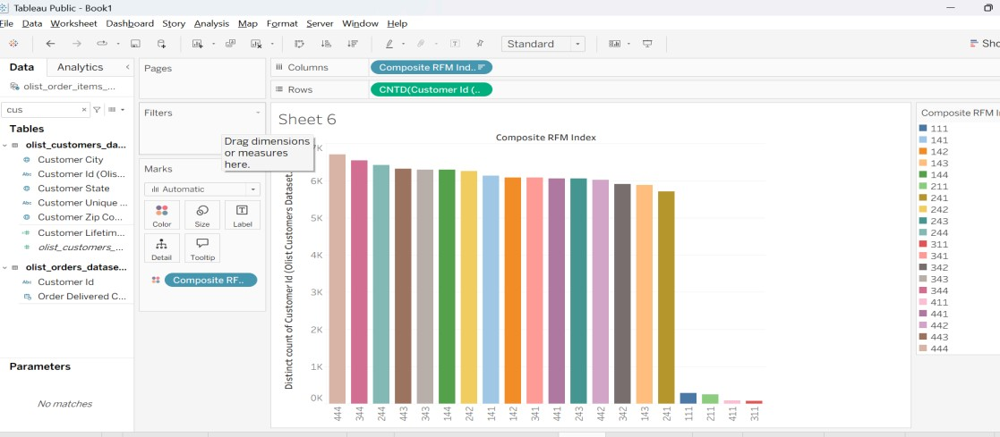 Tableau Public - Book1
File Data Worksheet Dashboard Story Analysis Map Format Server Window Help
Standard
Data Analytics
Pages
Columns
Composite RFM Ind..
Rows
CNTD(Customer Id (..
olist_order_items_...
cus
Tables
olist_customers_da...
Customer City
Abc Customer Id (Olis...
Customer State
Abc Customer Unique ...
Customer Zip Co...
Customer Lifetim...
olist_customers_...
olist_orders_datase...
Abc Customer Id
Order Delivered C...
Parameters
No matches
Filters
Drag dimensions
or measures
here.
Marks
Automatic
Color
Size
Label
Detail
Tooltip
Composite RF..
Sheet 6
Composite RFM Index
Distinct count of Customer Id (Olist Customers Dataset.
7K
6K
5K
4K
3K
2K
1K
0K
444 344 244 443 343 144 242 141 142 341 441 243 442 342 143 241 111 211 411 311
Composite RFM I
111
141
142
143
144
211
241
242
243
244
311
341
342
343
344
411
441
442
443
444